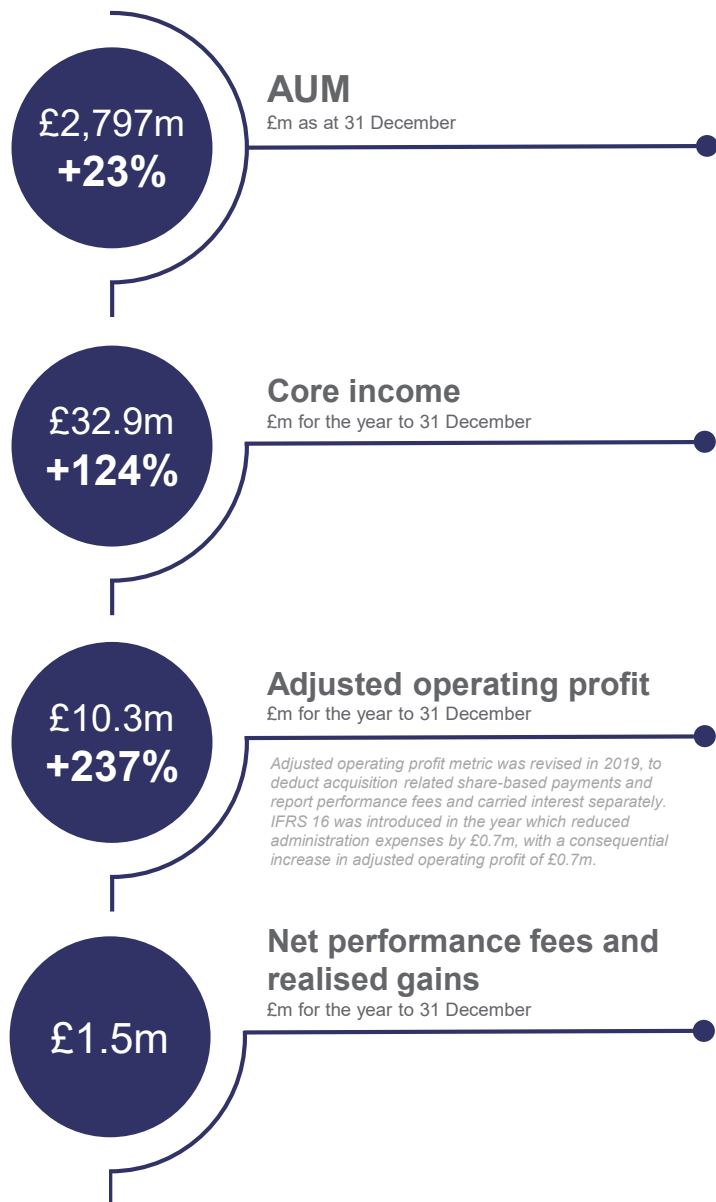 £2,797m
+23%
AUM
£m as at 31 December
£32.9m
+124%
Core income
£m for the year to 31 December
£10.3m
+237%
Adjusted operating profit
£m for the year to 31 December
Adjusted operating profit metric was revised in 2019, to
deduct acquisition related share-based payments and
report performance fees and carried interest separately.
IFRS 16 was introduced in the year which reduced
administration expenses by £0.7m, with a consequential
increase in adjusted operating profit of £0.7m.
£1.5m
Net performance fees and
realised gains
£m for the year to 31 December